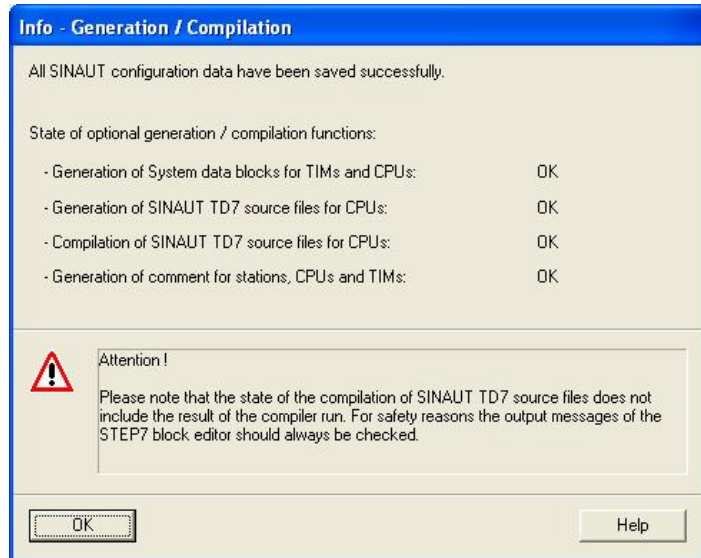 Info - Generation / Compilation
All SINAUT configuration data have been saved successfully.
State of optional generation / compilation functions:
- Generation of System data blocks for TIMs and CPUs: OK
- Generation of SINAUT TD7 source files for CPUs: OK
- Compilation of SINAUT TD7 source files for CPUs: OK
- Generation of comment for stations, CPUs and TIMs: OK
Attention !
Please note that the state of the compilation of SINAUT TD7 source files does not
include the result of the compiler run. For safety reasons the output messages of the
STEP7 block editor should always be checked.
OK Help